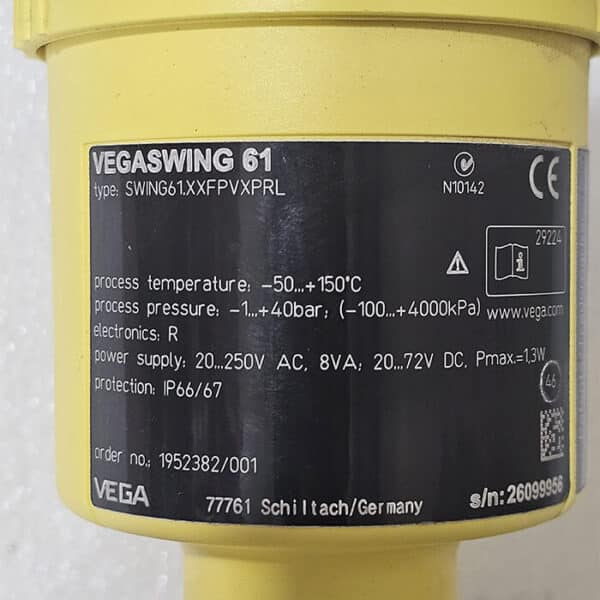 VEGASWING 61
type: SWING61.XXFPVXPRL
N10142
CE
29224
i
process temperature: -50...+150°C
process pressure: -1...+40bar; (-100...+4000kPa)
www.vega.com
electronics: R
power supply: 20...250V AC, 8VA; 20...72V DC, Pmax.=1,3W
protection: IP66/67
46
order no.: 1952382/001
VEGA
77761 Schiltach/Germany
s/n: 26099956